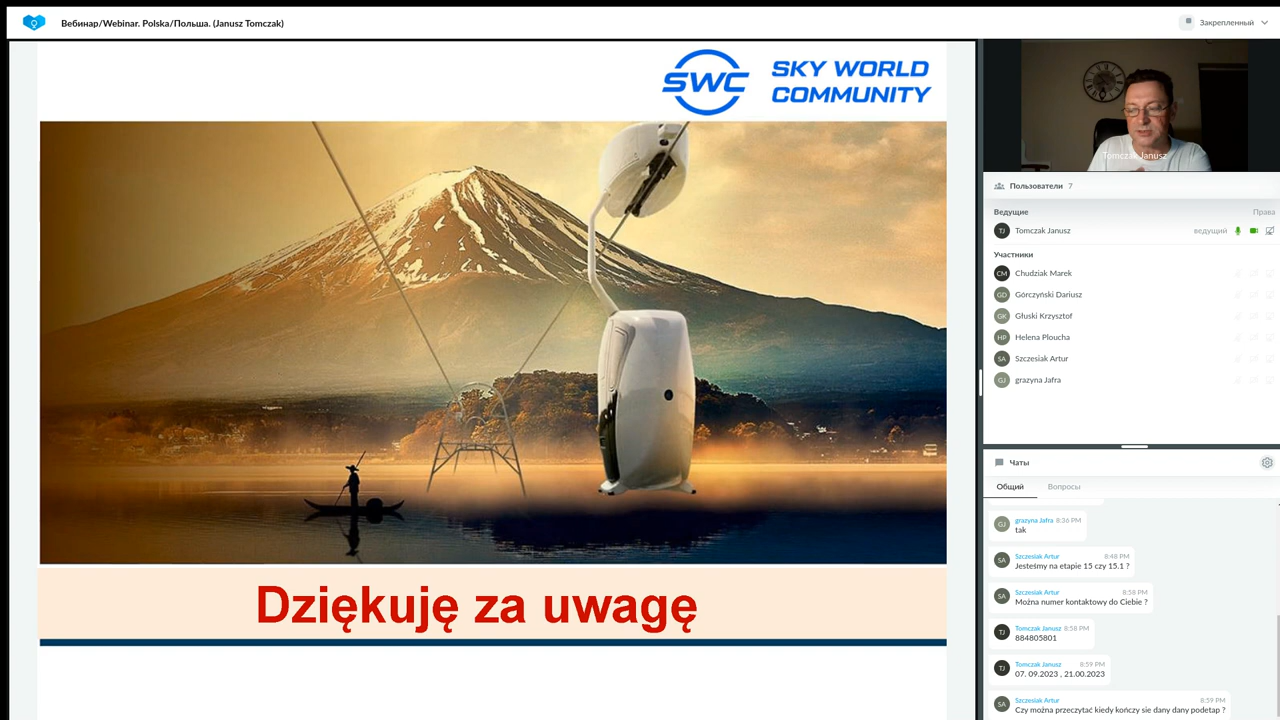 Вебинар/Webinar. Polska/Польша. (Janusz Tomczak)
Закрепленный
SWC
SKY WORLD
COMMUNITY
Dziękuję za uwagę
Tomczak Janusz
Пользователи 7
Ведущие
Права
TJ Tomczak Janusz ведущий
Участники
CM Chudziak Marek
GD Górczyński Dariusz
GK Głuski Krzysztof
HP Helena Ploucha
SA Szczesiak Artur
GJ grazyna Jafra
Чаты
Общий Вопросы
GJ grazyna Jafra 8:36 PM
tak
SA Szczesiak Artur 8:48 PM
Jesteśmy na etapie 15 czy 15.1 ?
SA Szczesiak Artur 8:58 PM
Można numer kontaktowy do Ciebie ?
TJ Tomczak Janusz 8:58 PM
884805801
TJ Tomczak Janusz 8:59 PM
07. 09.2023 , 21.00.2023
SA Szczesiak Artur 8:59 PM
Czy można przeczytać kiedy kończy sie dany dany podetap ?